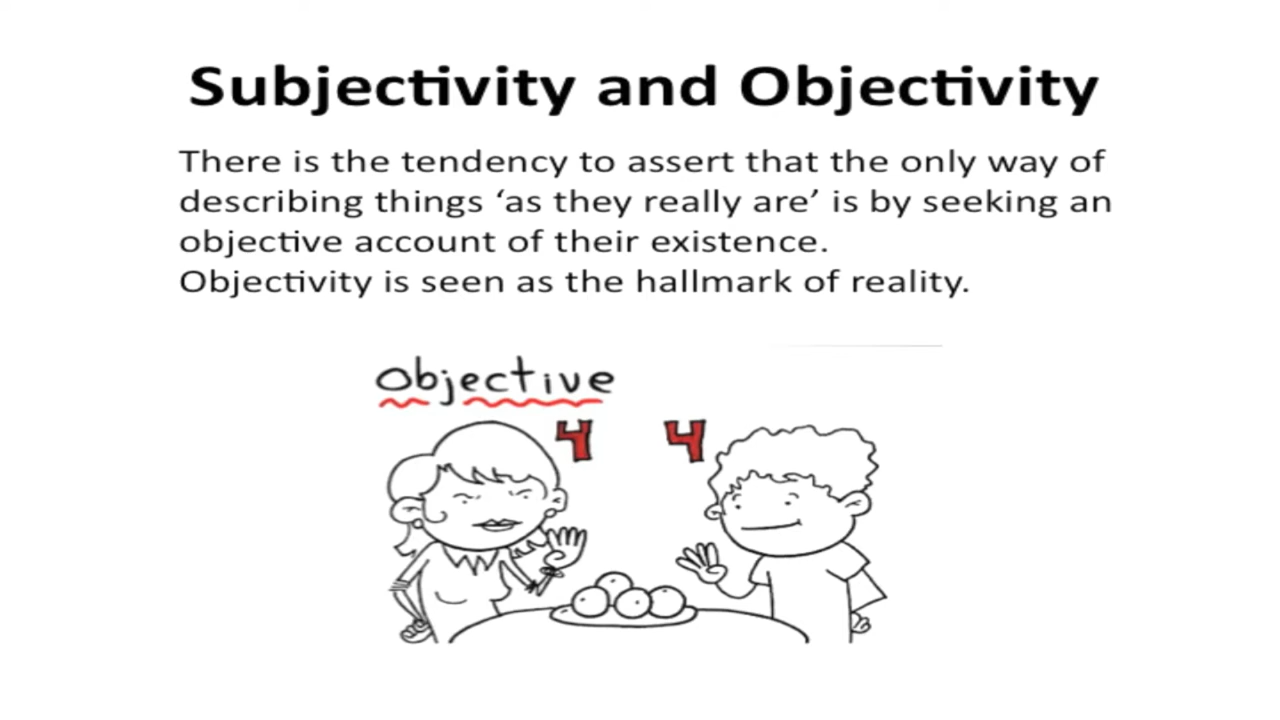 Subjectivity and Objectivity
There is the tendency to assert that the only way of
describing things ‘as they really are’ is by seeking an
objective account of their existence.
Objectivity is seen as the hallmark of reality.
Objective
4 4